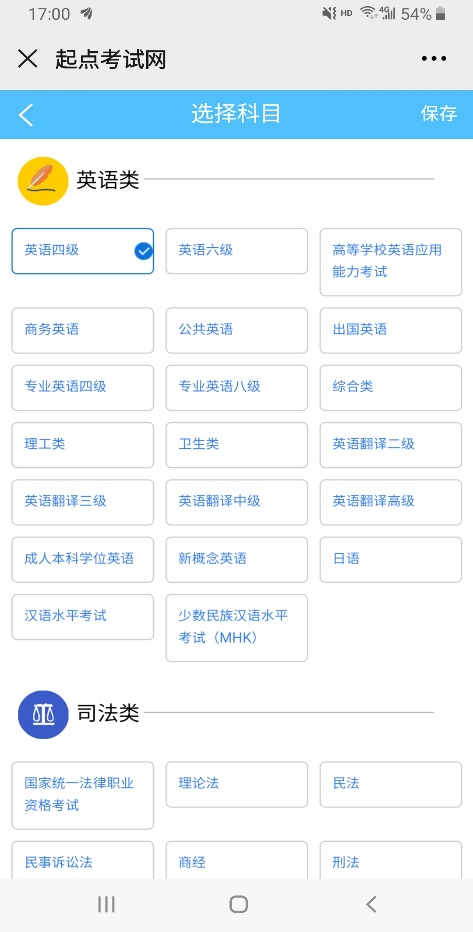 17:00 HD 4G 54%
起点考试网
选择科目 保存
英语类
英语四级 英语六级 高等学校英语应用
能力考试
商务英语 公共英语 出国英语
专业英语四级 专业英语八级 综合类
理工类 卫生类 英语翻译二级
英语翻译三级 英语翻译中级 英语翻译高级
成人本科学位英语 新概念英语 日语
汉语水平考试 少数民族汉语水平
考试（MHK）
司法类
国家统一法律职业 理论法 民法
资格考试
民事诉讼法 商经 刑法